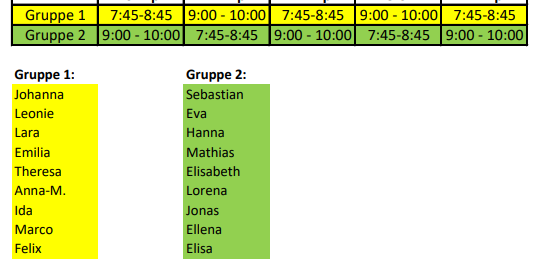 Gruppe 1 7:45-8:45 9:00 - 10:00 7:45-8:45 9:00 - 10:00 7:45-8:45
Gruppe 2 9:00 - 10:00 7:45-8:45 9:00 - 10:00 7:45-8:45 9:00 - 10:00
Gruppe 1: Gruppe 2:
Johanna Sebastian
Leonie Eva
Lara Hanna
Emilia Mathias
Theresa Elisabeth
Anna-M. Lorena
Ida Jonas
Marco Ellena
Felix Elisa